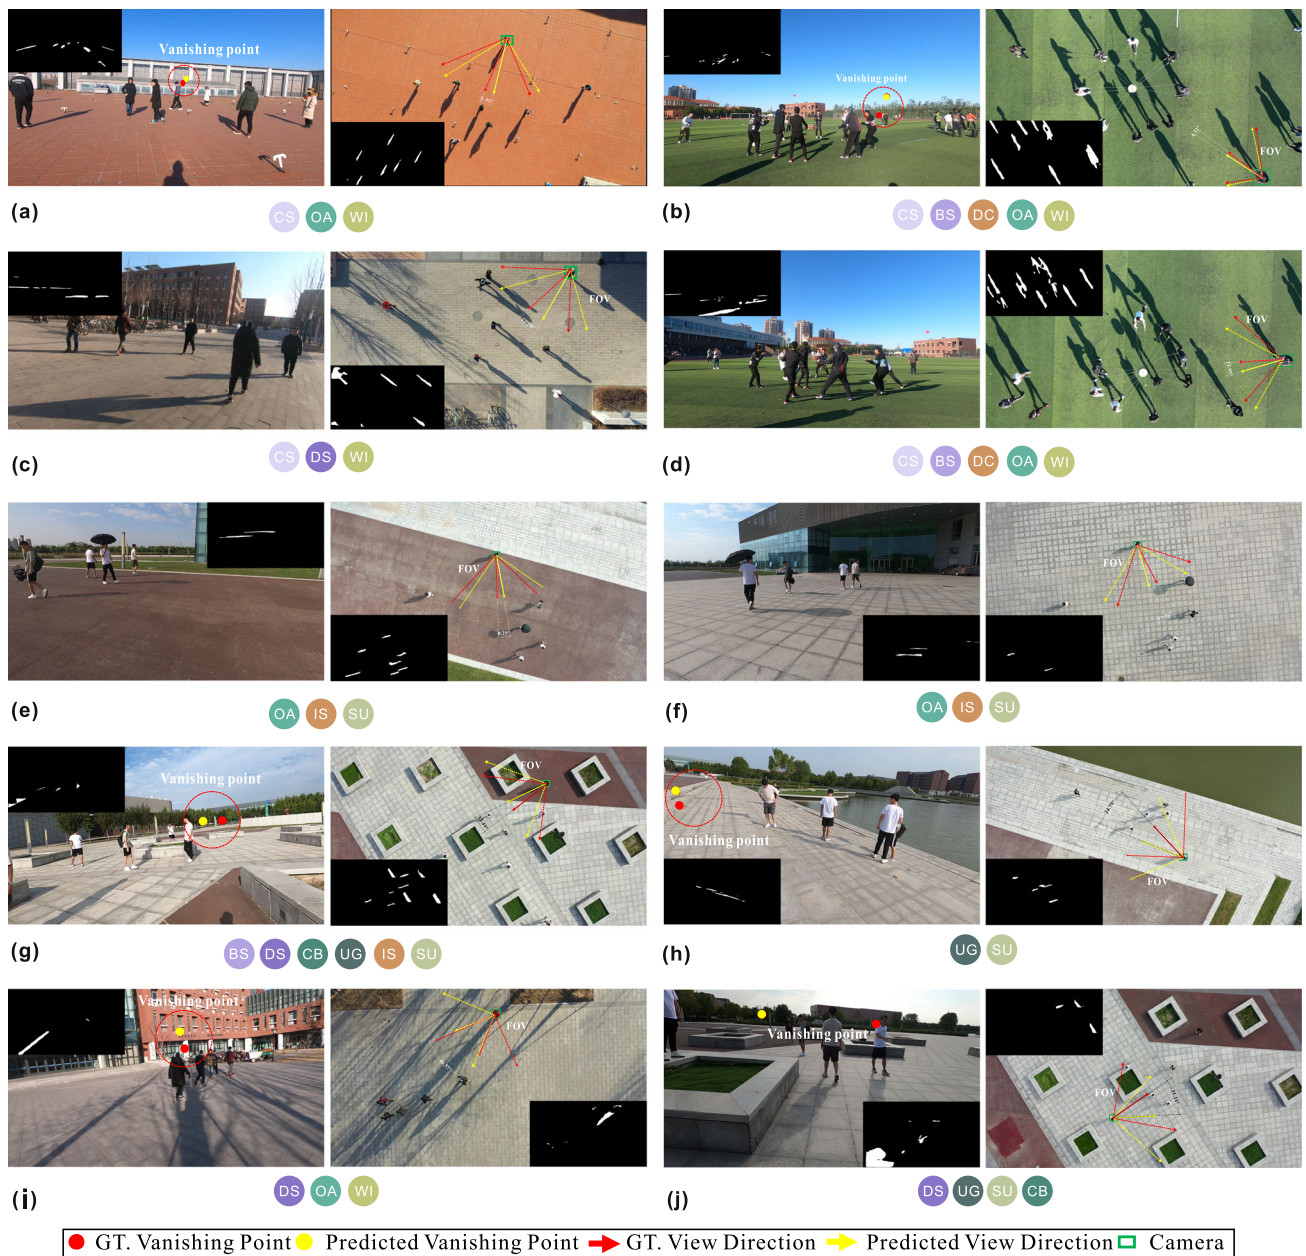 Vanishing point
(a)
CS OA WI
Vanishing point
FOV
(b)
CS BS DC OA WI
FOV
(c)
CS DS WI
FOV
(d)
CS BS DC OA WI
FOV
(e)
OA IS SU
FOV
(f)
OA IS SU
Vanishing point
FOV
(g)
BS DS CB UG IS SU
Vanishing point
FOV
(h)
UG SU
Vanishing point
FOV
(i)
DS OA WI
Vanishing point
FOV
(j)
DS UG SU CB
GT. Vanishing Point Predicted Vanishing Point GT. View Direction Predicted View Direction Camera